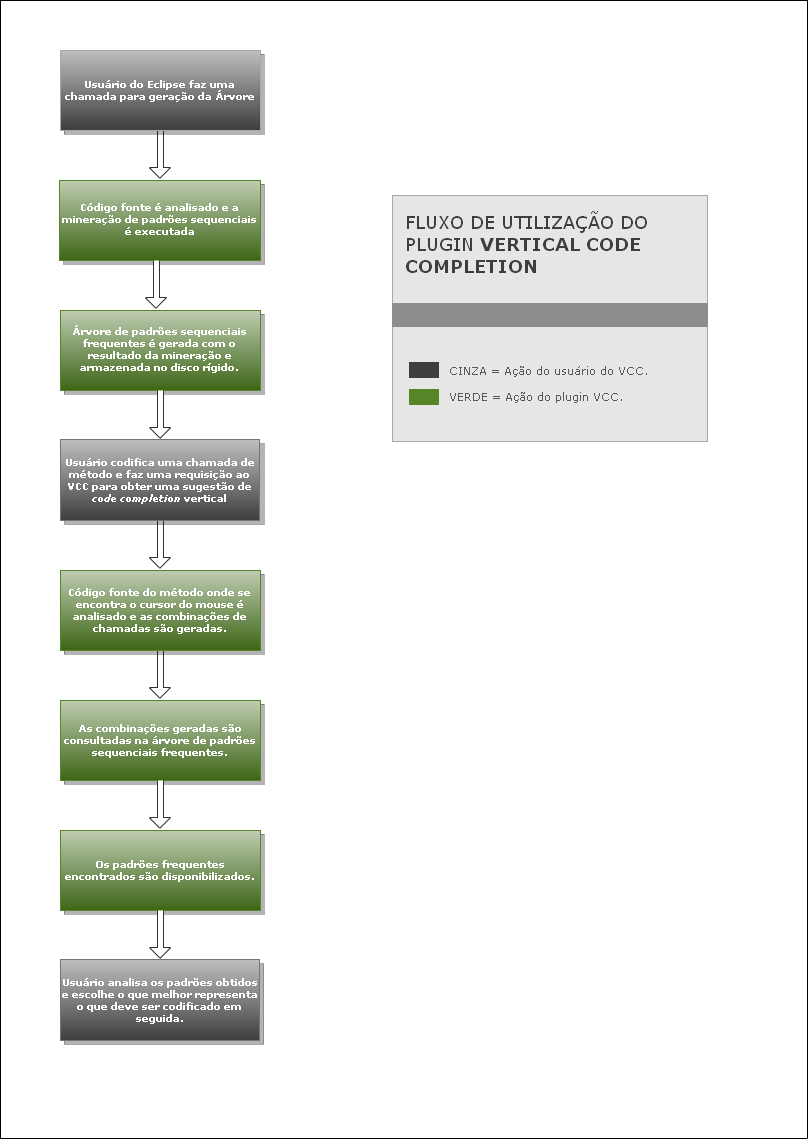 Usuário do Eclipse faz uma
chamada para geração da Árvore
Código fonte é analisado e a
mineração de padrões sequenciais
é executada
Árvore de padrões sequenciais
frequentes é gerada com o
resultado da mineração e
armazenada no disco rígido.
Usuário codifica uma chamada de
método e faz uma requisição ao
VCC para obter uma sugestão de
code completion vertical
Código fonte do método onde se
encontra o cursor do mouse é
analisado e as combinações de
chamadas são geradas.
As combinações geradas são
consultadas na árvore de padrões
sequenciais frequentes.
Os padrões frequentes
encontrados são disponibilizados.
Usuário analisa os padrões obtidos
e escolhe o que melhor representa
o que deve ser codificado em
seguida.
FLUXO DE UTILIZAÇÃO DO
PLUGIN VERTICAL CODE
COMPLETION
CINZA = Ação do usuário do VCC.
VERDE = Ação do plugin VCC.